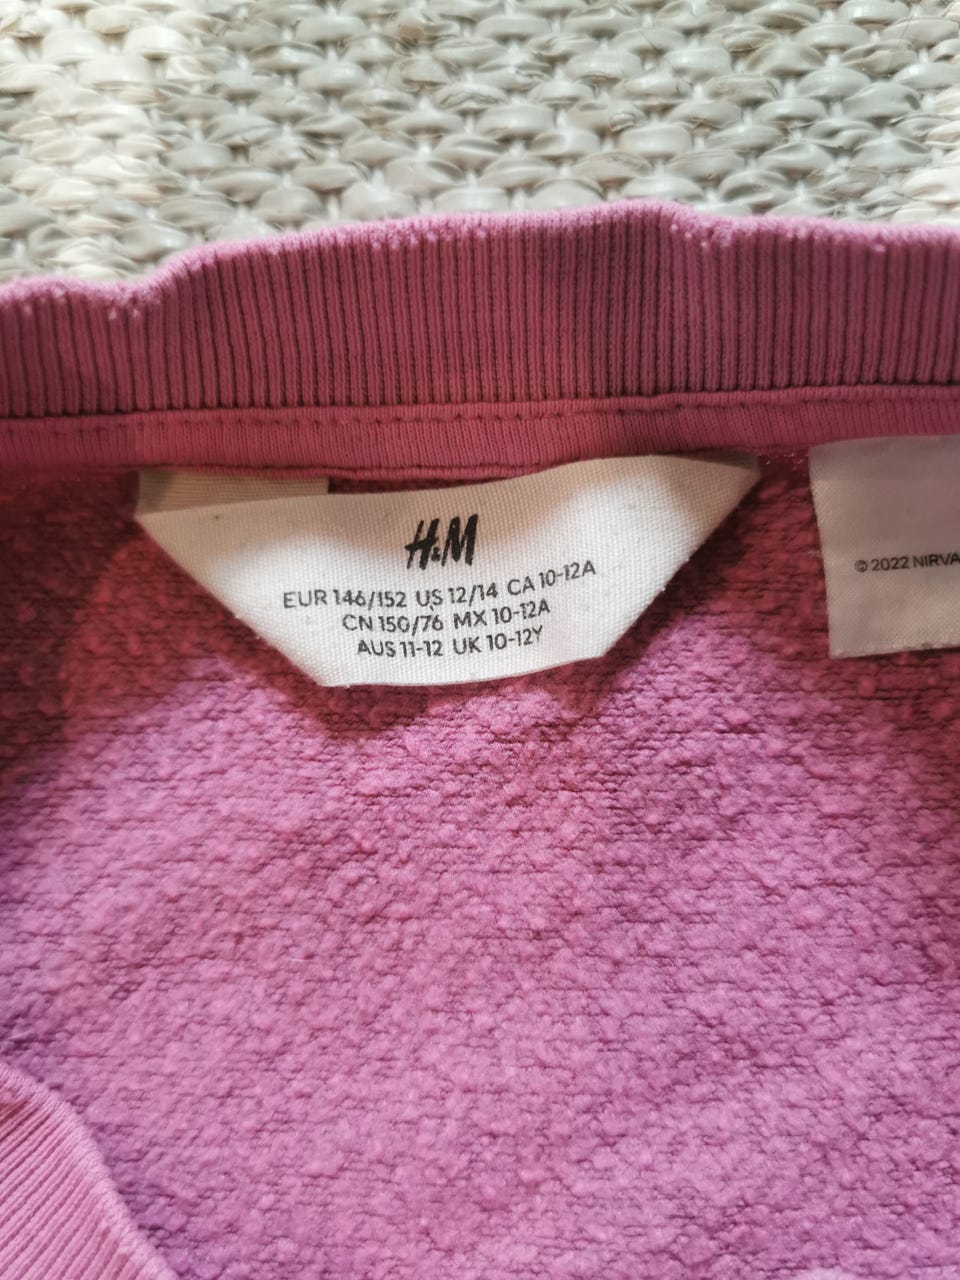 H&M
EUR 146/152 US 12/14 CA 10-12A
CN 150/76 MX 10-12A
AUS 11-12 UK 10-12Y
© 2022 NIRVA